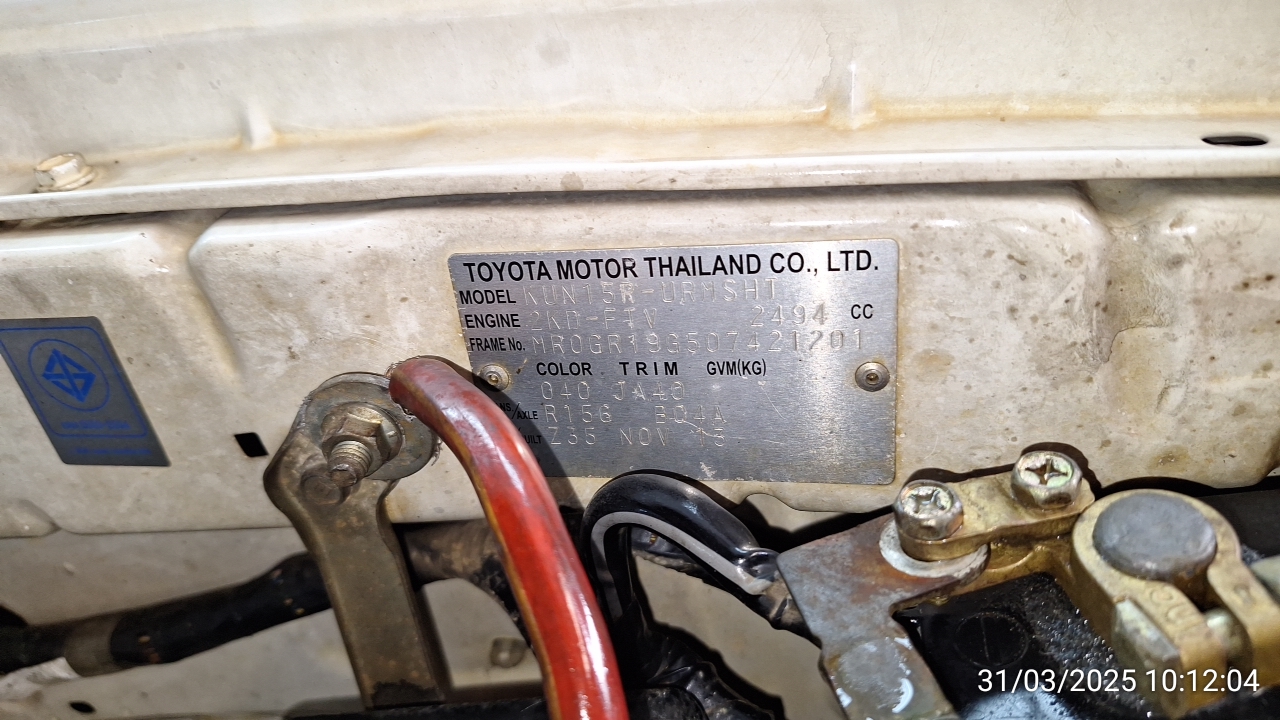 TOYOTA MOTOR THAILAND CO., LTD.
MODEL KUN15R-URMSHT
ENGINE 2KD-FTV 2494 CC
FRAME No. MR0GR19G507421201
COLOR TRIM GVM(KG)
040 JA40
/AXLE R156 B04A
Z35 NOV 13
31/03/2025 10:12:04